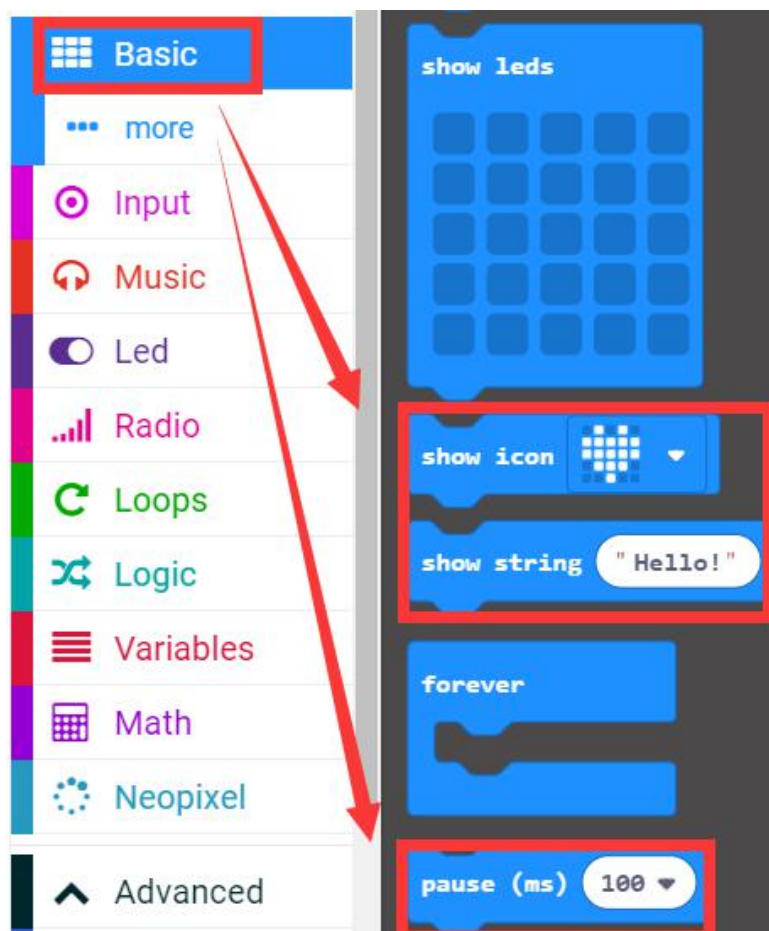 Basic
more
Input
Music
Led
Radio
Loops
Logic
Variables
Math
Neopixel
Advanced
show leds
show icon
show string "Hello!"
forever
pause (ms) 100